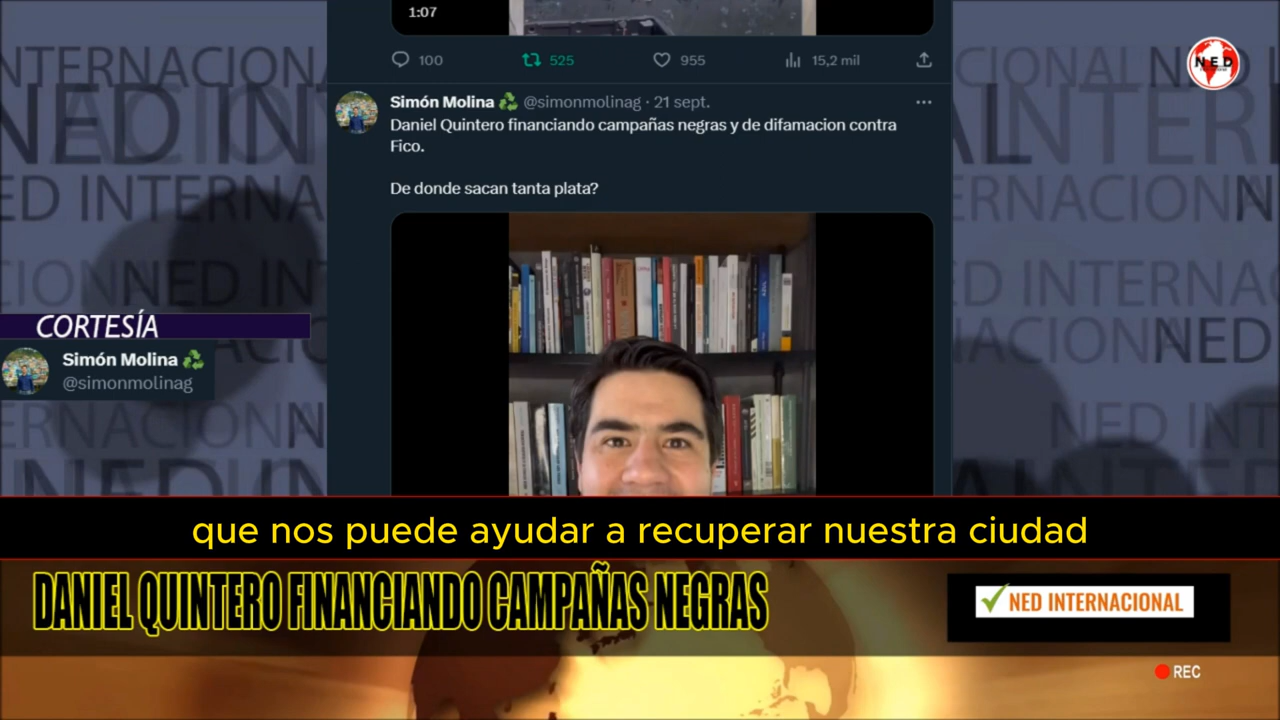 1:07
100 525 955 15,2 mil
NED
Simón Molina @simonmolinag · 21 sept.
Daniel Quintero financiando campañas negras y de difamacion contra
Fico.
De donde sacan tanta plata?
CORTESÍA
Simón Molina
@simonmolinag
que nos puede ayudar a recuperar nuestra ciudad
DANIEL QUINTERO FINANCIANDO CAMPAÑAS NEGRAS
NED INTERNACIONAL
REC